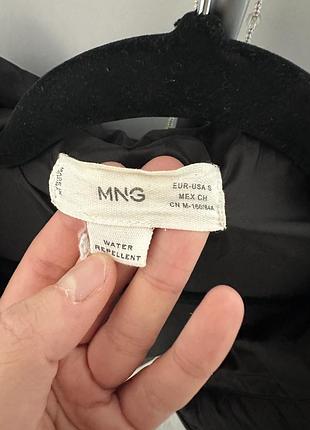 MNG
EUR-USA S
MEX CH
CN M-165/84A
WATER
REPELLENT